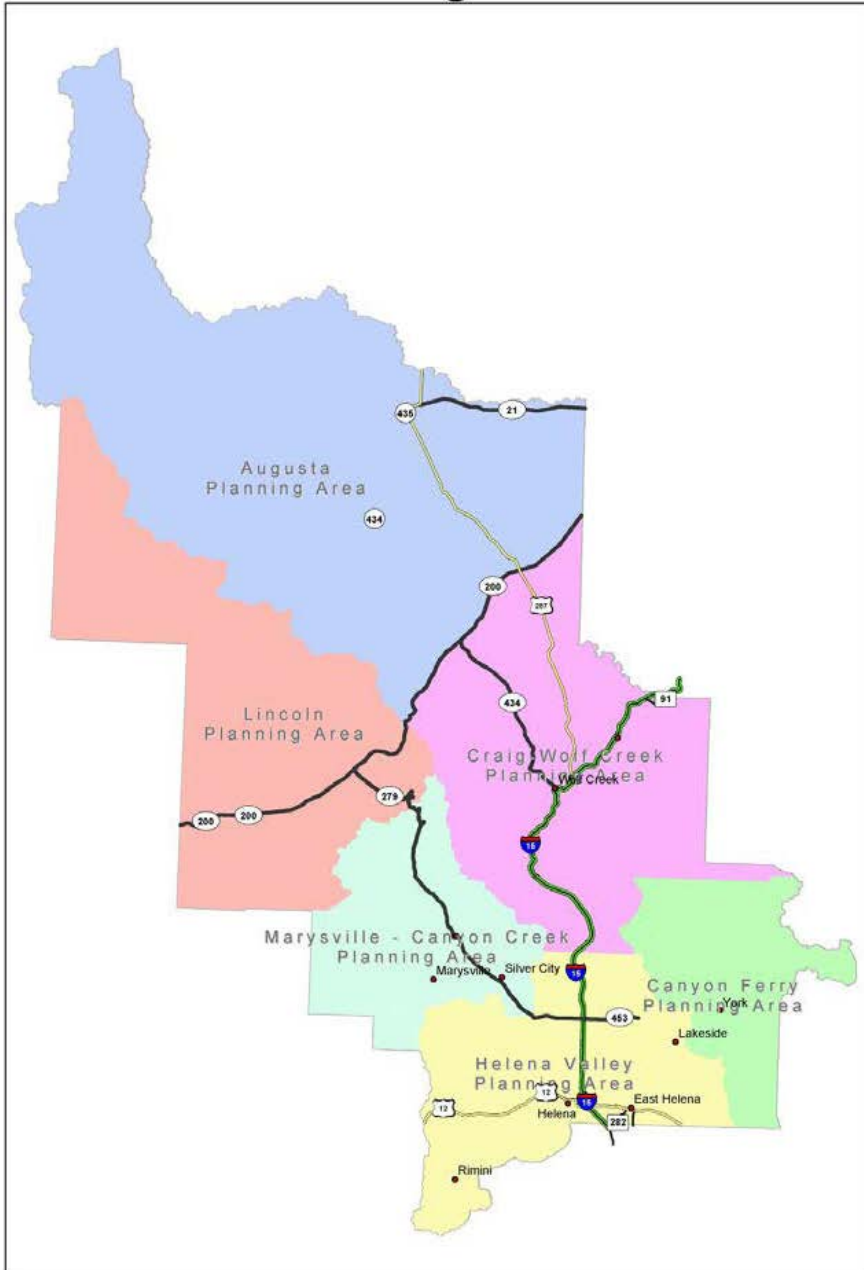 435
21
Augusta
Planning Area
434
200
287
434
91
Lincoln
Planning Area
Craig-Wolf Creek
Planning Area
Wolf Creek
279
200
200
15
Marysville - Canyon Creek
Planning Area
Marysville
Silver City
15
Canyon Ferry
Planning Area
York
453
Lakeside
Helena Valley
Planning Area
12
12
Helena
15
East Helena
282
Rimini